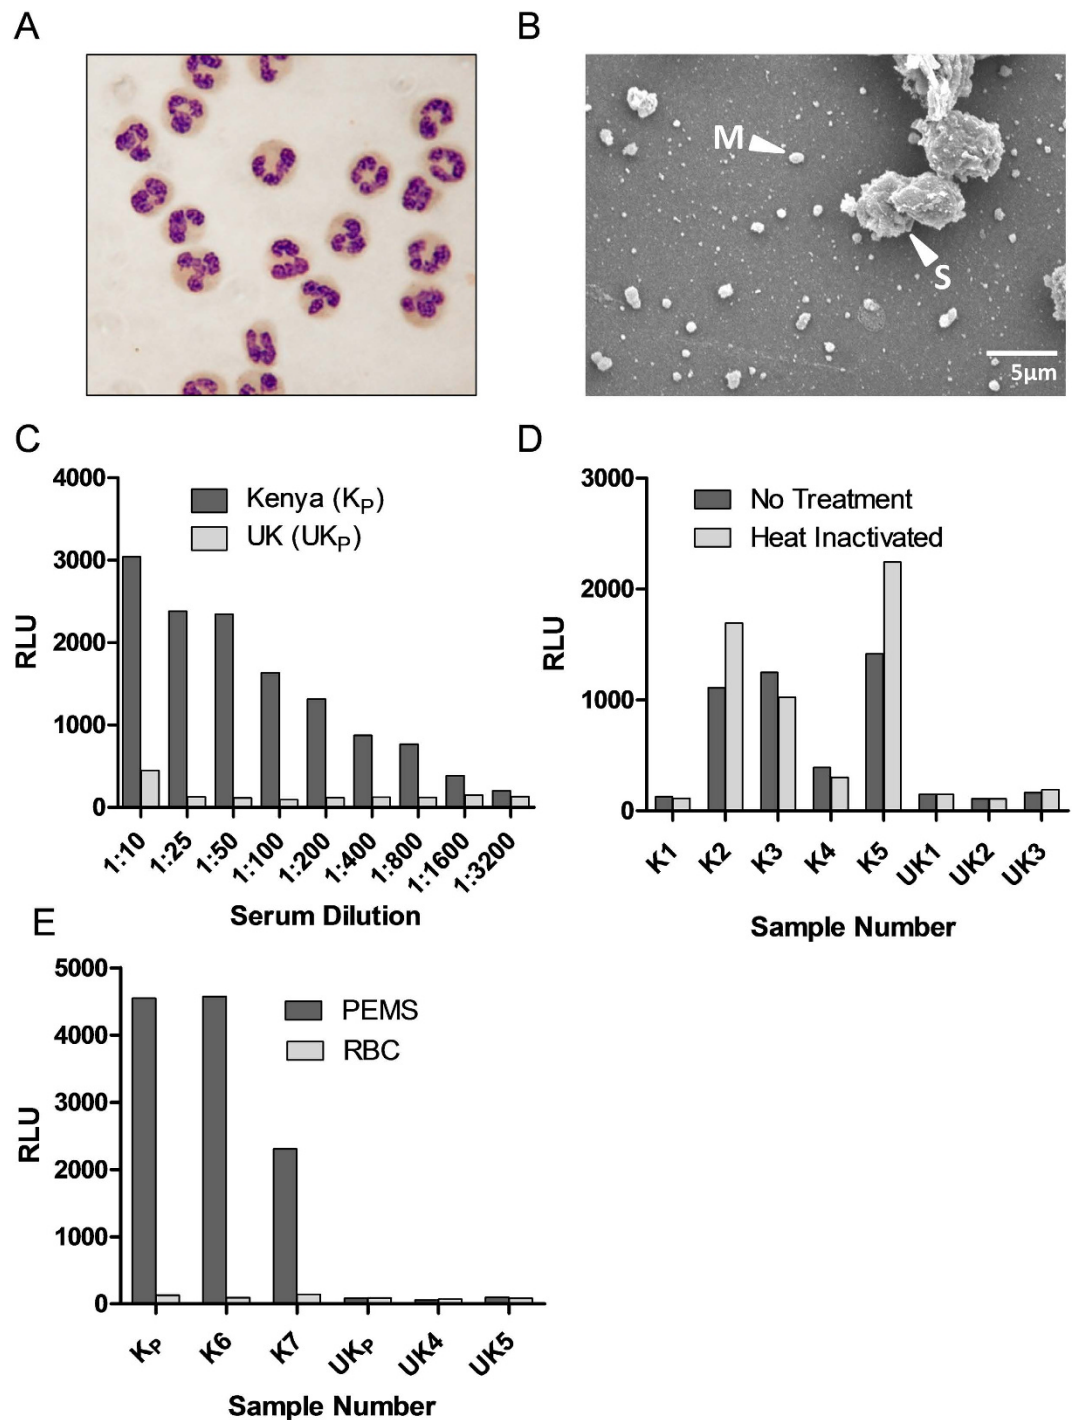 A
B
M
S
5µm
C
4000
3000
2000
1000
0
RLU
Kenya (KP)
UK (UKP)
1:10
1:25
1:50
1:100
1:200
1:400
1:800
1:1600
1:3200
Serum Dilution
D
3000
2000
1000
0
RLU
No Treatment
Heat Inactivated
K1
K2
K3
K4
K5
UK1
UK2
UK3
Sample Number
E
5000
4000
3000
2000
1000
0
RLU
PEMS
RBC
KP
K6
K7
UKP
UK4
UK5
Sample Number